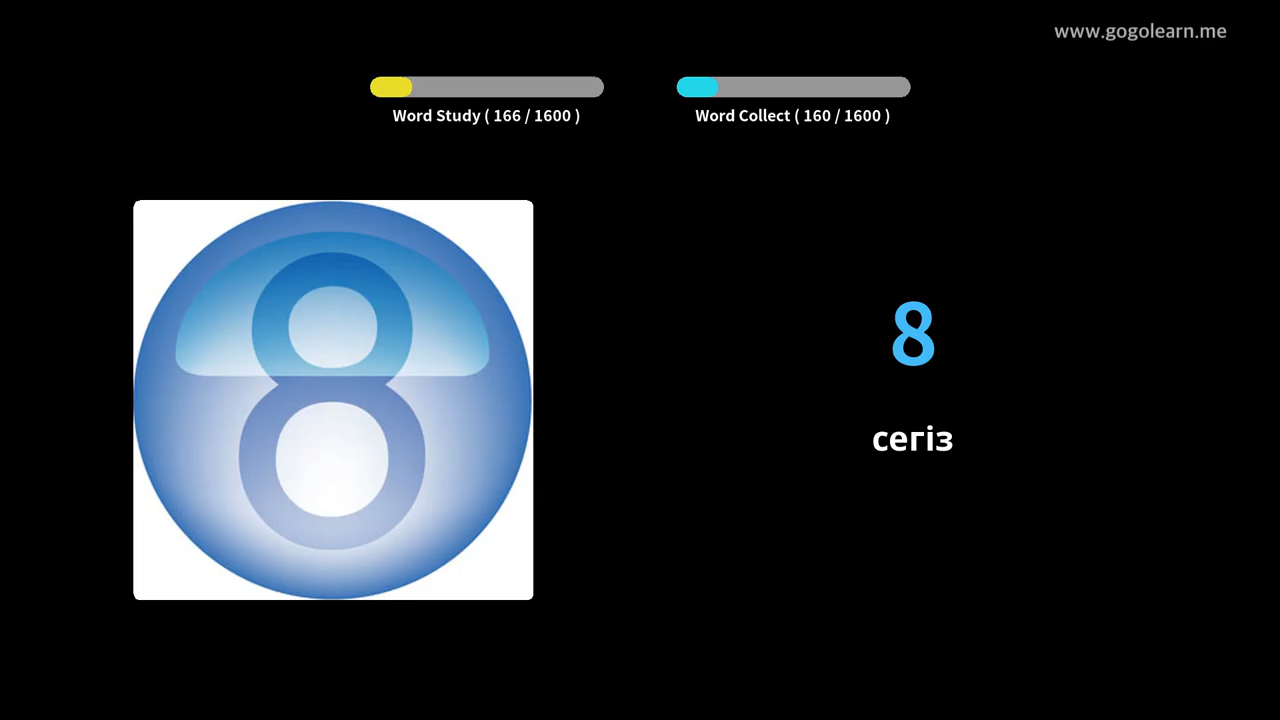 www.gogolearn.me
Word Study ( 166 / 1600 )
Word Collect ( 160 / 1600 )
8
8
сегіз